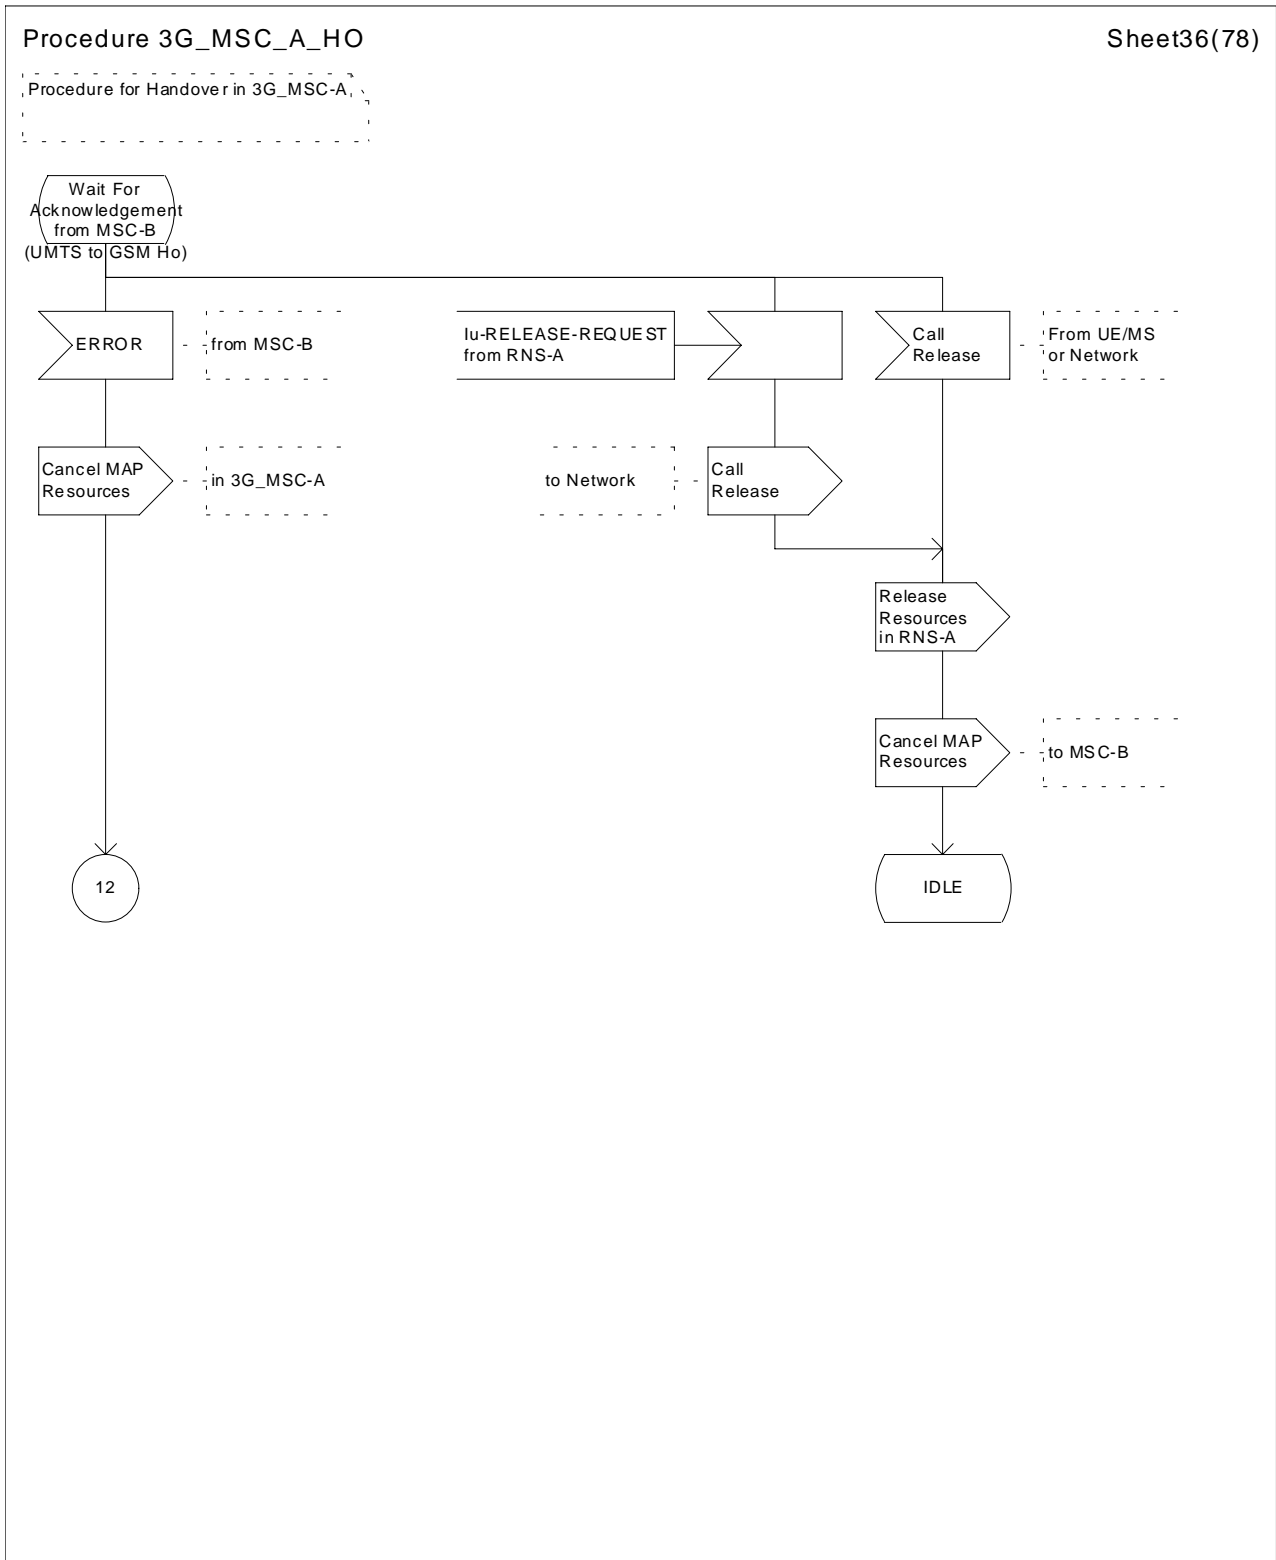 Procedure 3G_MSC_A_HO
Sheet36(78)
Procedure for Handover in 3G_MSC-A
Wait For
Acknowledgement
from MSC-B
(UMTS to GSM Ho)
ERROR
from MSC-B
Iu-RELEASE-REQUEST
from RNS-A
Call
Release
From UE/MS
or Network
Cancel MAP
Resources
in 3G_MSC-A
to Network
Call
Release
Release
Resources
in RNS-A
Cancel MAP
Resources
to MSC-B
12
IDLE